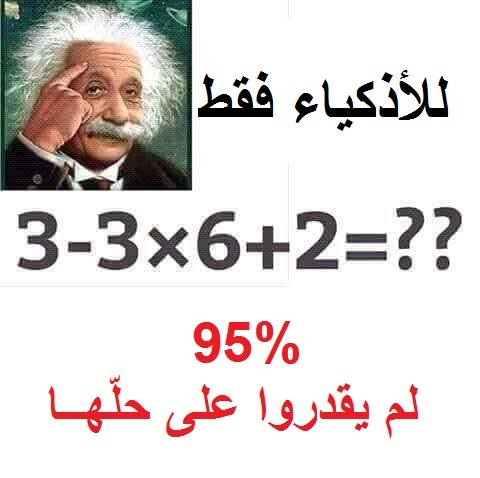 للأذكياء فقط
3-3×6+2=??
95%
لم يقدروا على حلّهــا